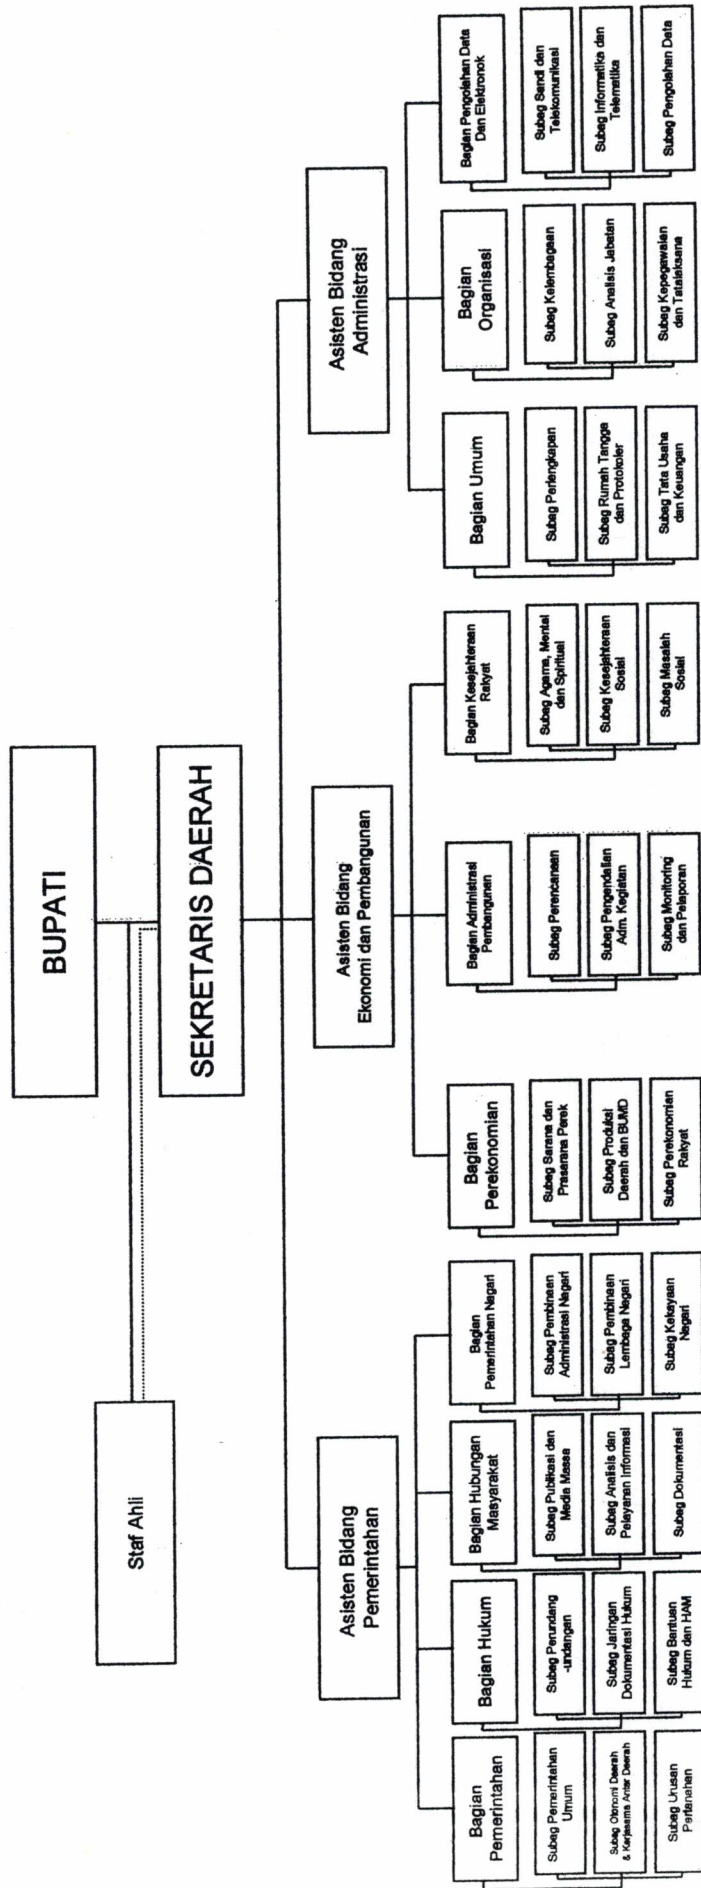 BUPATI
Staf Ahli
SEKRETARIS DAERAH
Asisten Bidang
Pemerintahan
Asisten Bidang
Ekonomi dan Pembangunan
Asisten Bidang
Administrasi
Bagian
Pemerintahan
Subag Pemerintahan
Umum
Subag Otonomi Daerah
& Kerjasama Antar Daerah
Subag Urusan
Pertanahan
Bagian Hukum
Subag Perundang
-undangan
Subag Jaringan
Dokumentasi Hukum
Subag Bantuan
Hukum dan HAM
Bagian Hubungan
Masyarakat
Subag Publikasi dan
Media Massa
Subag Analisis dan
Pelayanan Informasi
Subag Dokumentasi
Bagian
Pemerintahan Nagari
Subag Pembinaan
Administrasi Nagari
Subag Pembinaan
Lembaga Nagari
Subag Kekayaan
Nagari
Bagian
Perekonomian
Subag Sarana dan
Prasarana Perek
Subag Produksi
Daerah dan BUMD
Subag Perekonomian
Rakyat
Bagian Administrasi
Pembangunan
Subag Perencanaan
Subag Pengendalian
Adm. Kegiatan
Subag Monitoring
dan Pelaporan
Bagian Kesejahteraan
Rakyat
Subag Agama, Mental
dan Spiritual
Subag Kesejahteraan
Sosial
Subag Masalah
Sosial
Bagian Umum
Subag Perlengkapan
Subag Rumah Tangga
dan Protokoler
Subag Tata Usaha
dan Keuangan
Bagian
Organisasi
Subag Kelembagaan
Subag Analisis Jabatan
Subag Kepegawaian
dan Tatalaksana
Bagian Pengolahan Data
Dan Elektronok
Subag Sandi dan
Telekomunikasi
Subag Informatika dan
Telematika
Subag Pengolahan Data